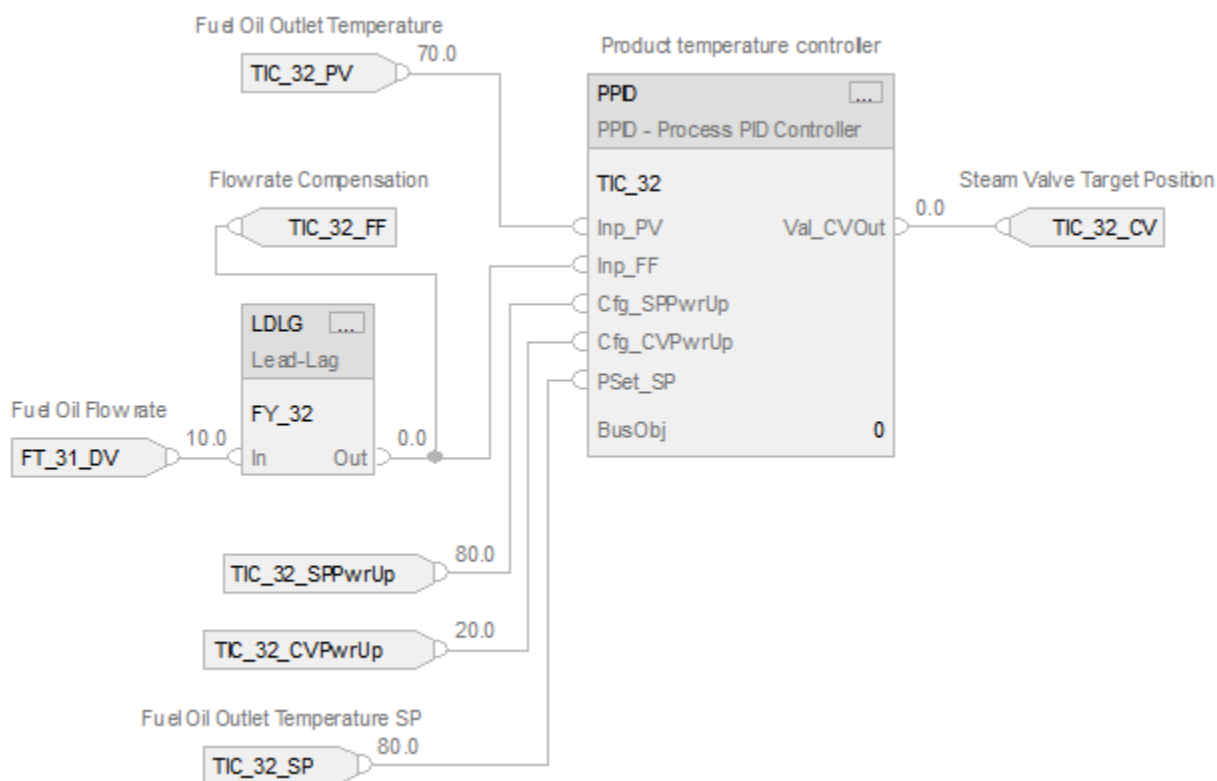 Fuel Oil Outlet Temperature
TIC_32_PV
70.0
Product temperature controller
PPID
...
PPID - Process PID Controller
TIC_32
Inp_PV
Val_CVOut
Inp_FF
Cfg_SPPwrUp
Cfg_CVPwrUp
PSet_SP
BusObj
0
Steam Valve Target Position
0.0
TIC_32_CV
Flowrate Compensation
TIC_32_FF
LDLG
...
Lead-Lag
FY_32
In
Out
0.0
Fuel Oil Flowrate
10.0
FT_31_DV
TIC_32_SPPwrUp
80.0
TIC_32_CVPwrUp
20.0
Fuel Oil Outlet Temperature SP
TIC_32_SP
80.0